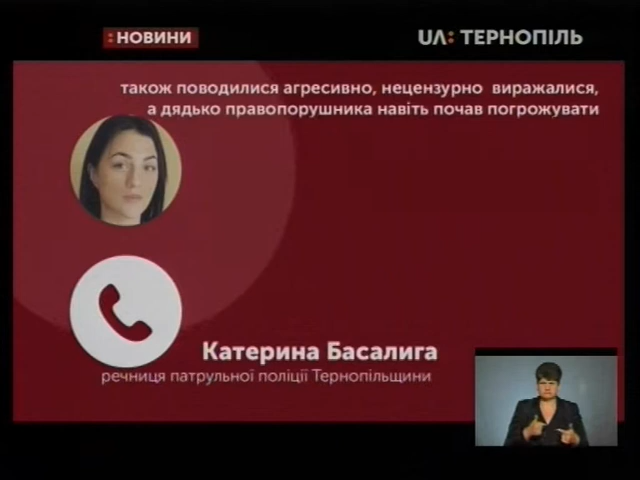 :НОВИНИ
UA: ТЕРНОПІЛЬ
також поводилися агресивно, нецензурно виражалися,
а дядько правопорушника навіть почав погрожувати
Катерина Басалига
речниця патрульної поліції Тернопільщини